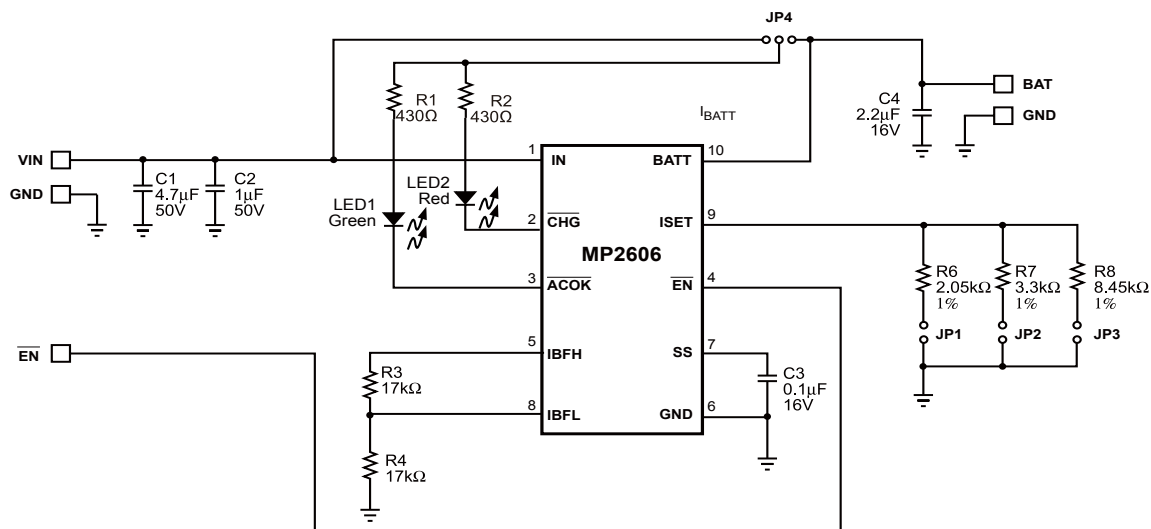 JP4
R1
430Ω
R2
430Ω
I_BATT
C4
2.2µF
16V
BAT
GND
VIN
GND
C1
4.7µF
50V
C2
1µF
50V
LED1
Green
LED2
Red
1
IN
BATT
10
2
CHG
ISET
9
MP2606
3
ACOK
EN
4
R6
2.05kΩ
1%
R7
3.3kΩ
1%
R8
8.45kΩ
1%
JP1
JP2
JP3
EN
5
IBFH
SS
7
R3
17kΩ
8
IBFL
GND
6
C3
0.1µF
16V
R4
17kΩ